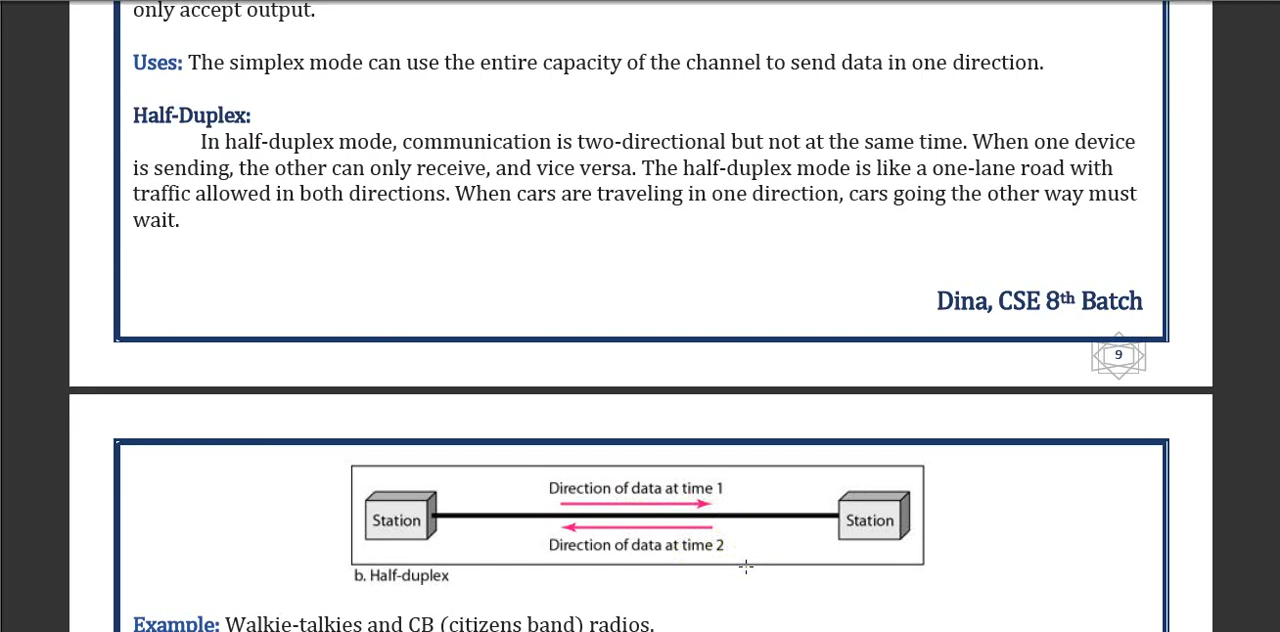 only accept output.
Uses: The simplex mode can use the entire capacity of the channel to send data in one direction.
Half-Duplex:
In half-duplex mode, communication is two-directional but not at the same time. When one device
is sending, the other can only receive, and vice versa. The half-duplex mode is like a one-lane road with
traffic allowed in both directions. When cars are traveling in one direction, cars going the other way must
wait.
Dina, CSE 8th Batch
9
Direction of data at time 1
Station
Station
Direction of data at time 2
b. Half-duplex
Example: Walkie-talkies and CB (citizens band) radios.